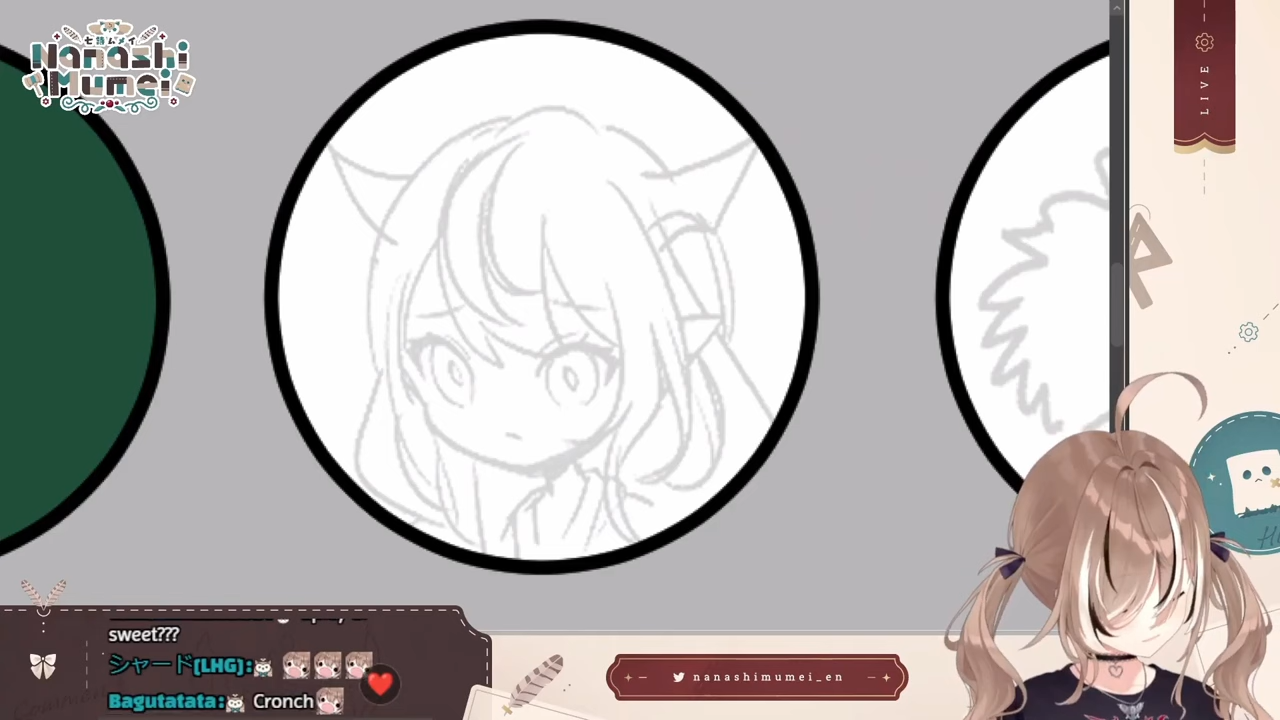 七詩ムメイ
Nanashi
Mumei
LIVE
sweet???
シャード(LHG):
Bagutatata: Cronch
nanashimumei_en